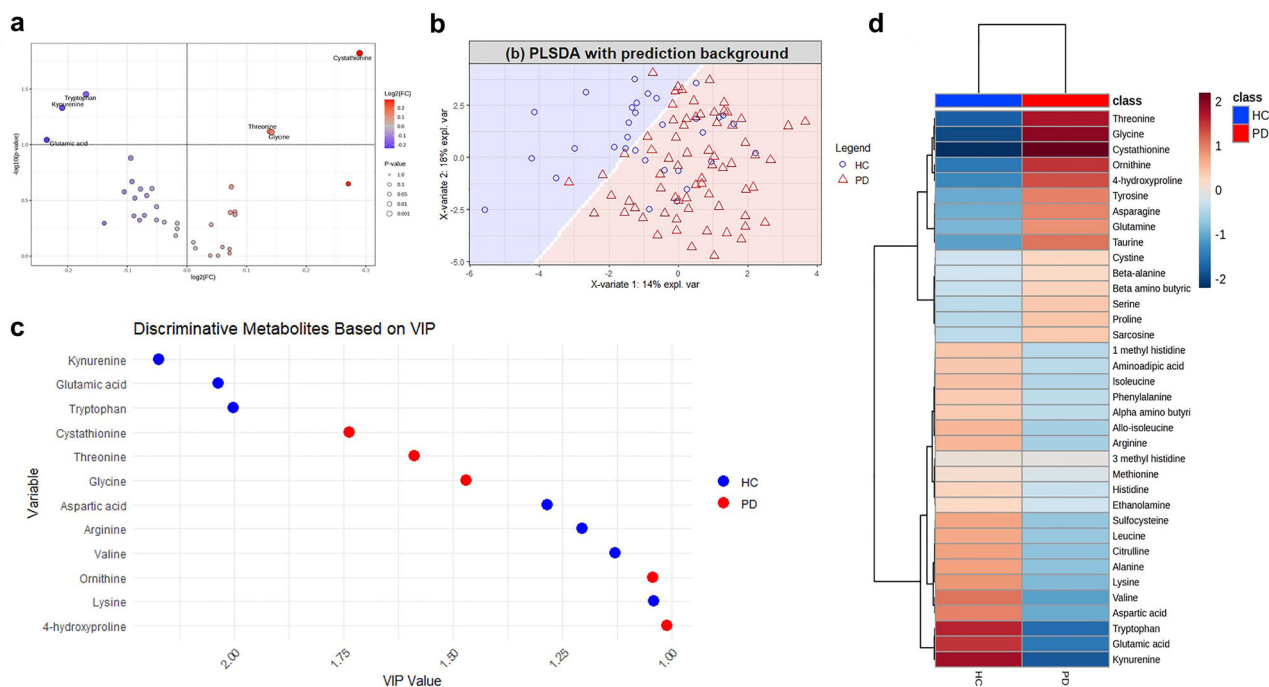 a
1.5
1.0
0.5
0.0
-log10(p-value)
Cystathionine
Tryptophan
Kynurenine
Glutamic acid
Threonine
Glycine
-0.2
-0.1
0.0
0.1
0.2
0.3
log2(FC)
Log2(FC)
0.2
0.1
0.0
-0.1
-0.2
P-value
1.0
0.1
0.05
0.01
0.001
b
(b) PLSDA with prediction background
2.5
0.0
-2.5
-5.0
X-variate 2: 18% expl. var
-6
-4
-2
0
2
4
X-variate 1: 14% expl. var
Legend
HC
PD
c
Discriminative Metabolites Based on VIP
Kynurenine
Glutamic acid
Tryptophan
Cystathionine
Threonine
Glycine
Aspartic acid
Arginine
Valine
Ornithine
Lysine
4-hydroxyproline
Variable
2.00
1.75
1.50
1.25
1.00
VIP Value
HC
PD
d
class
Threonine
Glycine
Cystathionine
Ornithine
4-hydroxyproline
Tyrosine
Asparagine
Glutamine
Taurine
Cystine
Beta-alanine
Beta amino butyric
Serine
Proline
Sarcosine
1 methyl histidine
Aminoadipic acid
Isoleucine
Phenylalanine
Alpha amino butyri
Allo-isoleucine
Arginine
3 methyl histidine
Methionine
Histidine
Ethanolamine
Sulfocysteine
Leucine
Citrulline
Alanine
Lysine
Valine
Aspartic acid
Tryptophan
Glutamic acid
Kynurenine
HC
PD
2
1
0
-1
-2
class
HC
PD